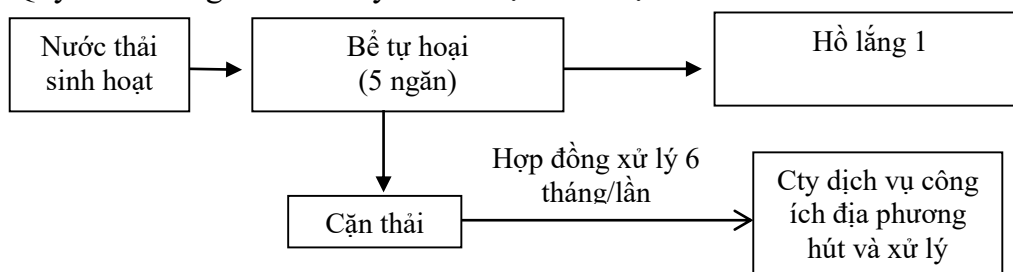 Nước thải
sinh hoạt
Bể tự hoại
(5 ngăn)
Hồ lắng 1
Hợp đồng xử lý 6
tháng/lần
Cặn thải
Cty dịch vụ công
ích địa phương
hút và xử lý